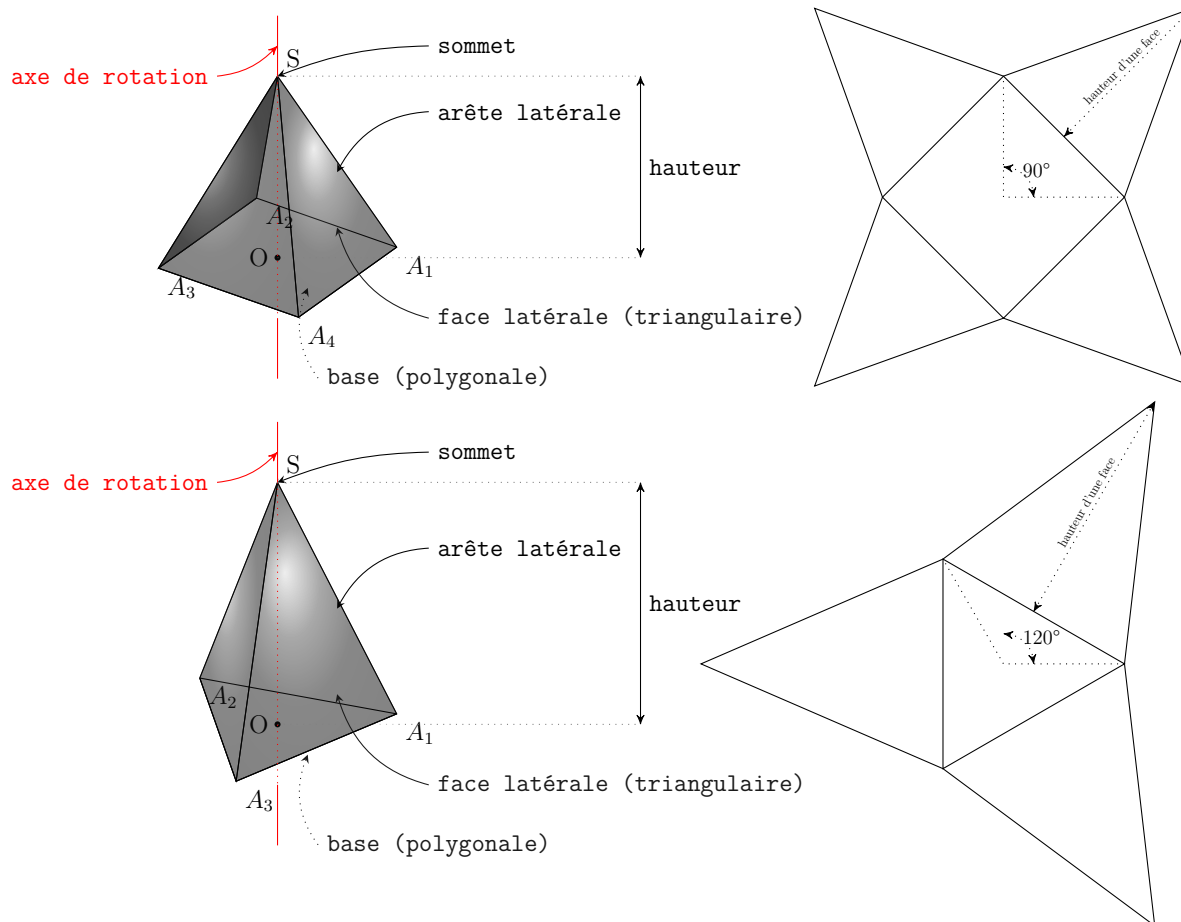 S
sommet
axe de rotation
arête latérale
hauteur d'une face
hauteur
90°
A₂
O
A₁
A₃
face latérale (triangulaire)
A₄
base (polygonale)
S
sommet
axe de rotation
arête latérale
hauteur d'une face
hauteur
120°
A₂
O
A₁
face latérale (triangulaire)
A₃
base (polygonale)